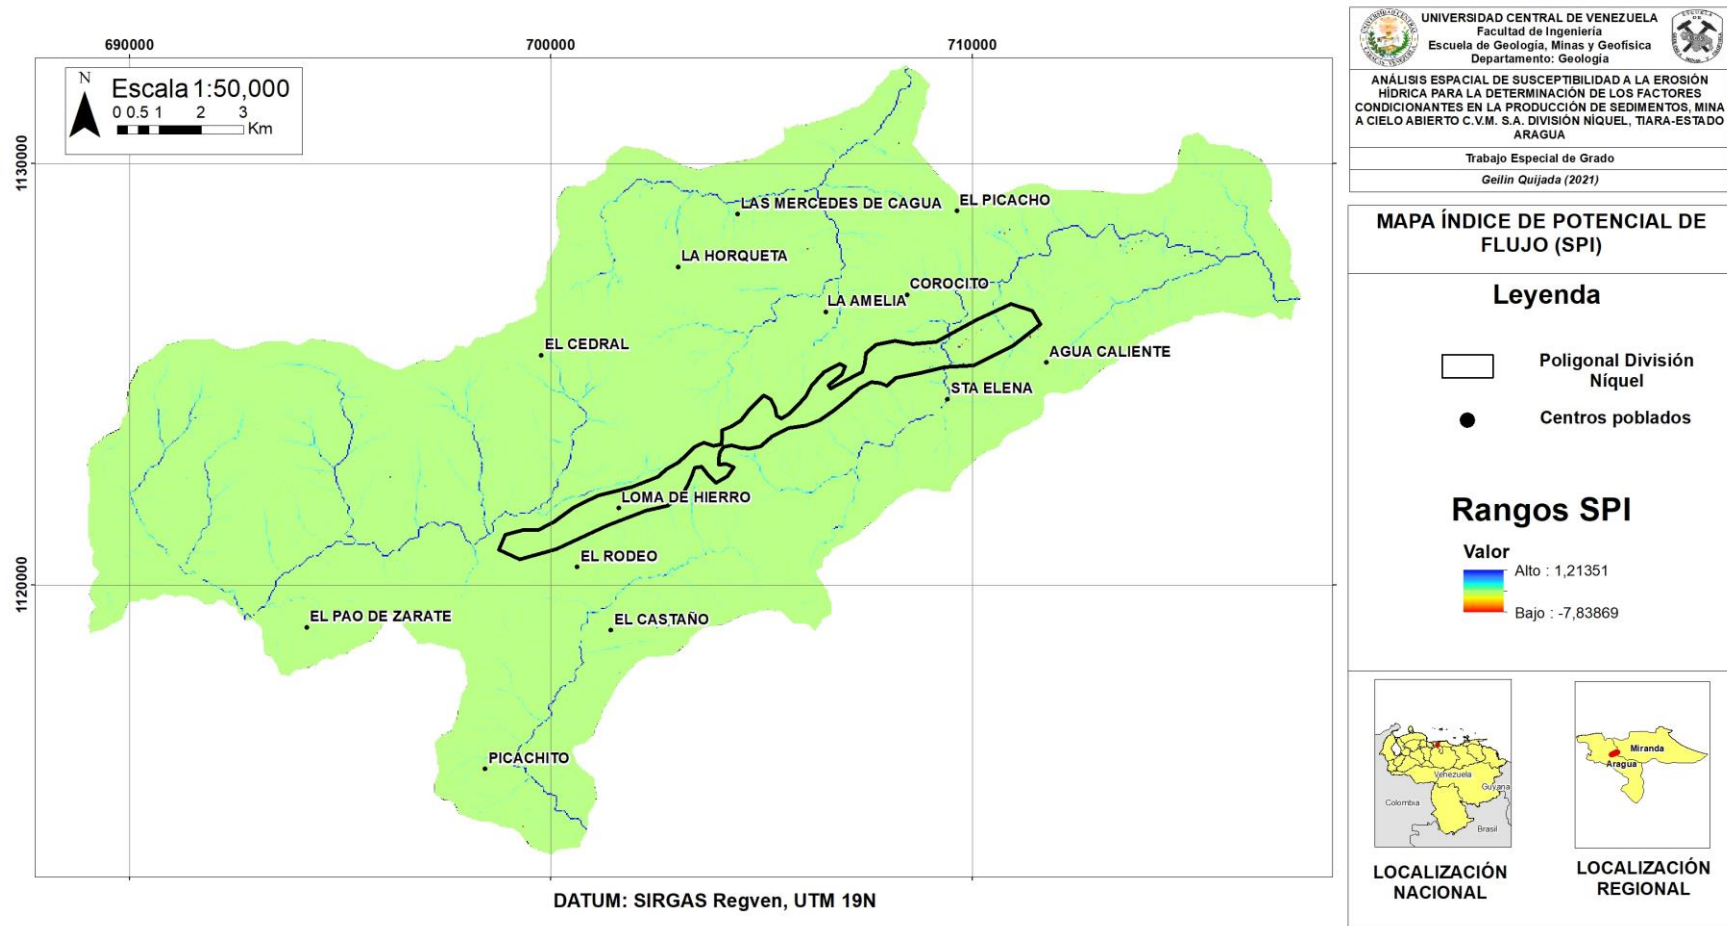 690000
700000
710000
1130000
1120000
N
Escala 1:50,000
0 0.5 1 2 3
Km
LAS MERCEDES DE CAGUA
EL PICACHO
LA HORQUETA
COROCITO
LA AMELIA
EL CEDRAL
AGUA CALIENTE
STA ELENA
LOMA DE HIERRO
EL RODEO
EL PAO DE ZARATE
EL CASTAÑO
PICACHITO
DATUM: SIRGAS Regven, UTM 19N
UNIVERSIDAD CENTRAL DE VENEZUELA
Facultad de Ingeniería
Escuela de Geología, Minas y Geofísica
Departamento: Geología
ANÁLISIS ESPACIAL DE SUSCEPTIBILIDAD A LA EROSIÓN
HÍDRICA PARA LA DETERMINACIÓN DE LOS FACTORES
CONDICIONANTES EN LA PRODUCCIÓN DE SEDIMENTOS, MINA
A CIELO ABIERTO C.V.M. S.A. DIVISIÓN NÍQUEL, TIARA-ESTADO
ARAGUA
Trabajo Especial de Grado
Geilin Quijada (2021)
MAPA ÍNDICE DE POTENCIAL DE
FLUJO (SPI)
Leyenda
Poligonal División
Níquel
Centros poblados
Rangos SPI
Valor
Alto : 1,21351
Bajo : -7,83869
Venezuela
Guyana
Colombia
Brasil
LOCALIZACIÓN
NACIONAL
Miranda
Aragua
LOCALIZACIÓN
REGIONAL